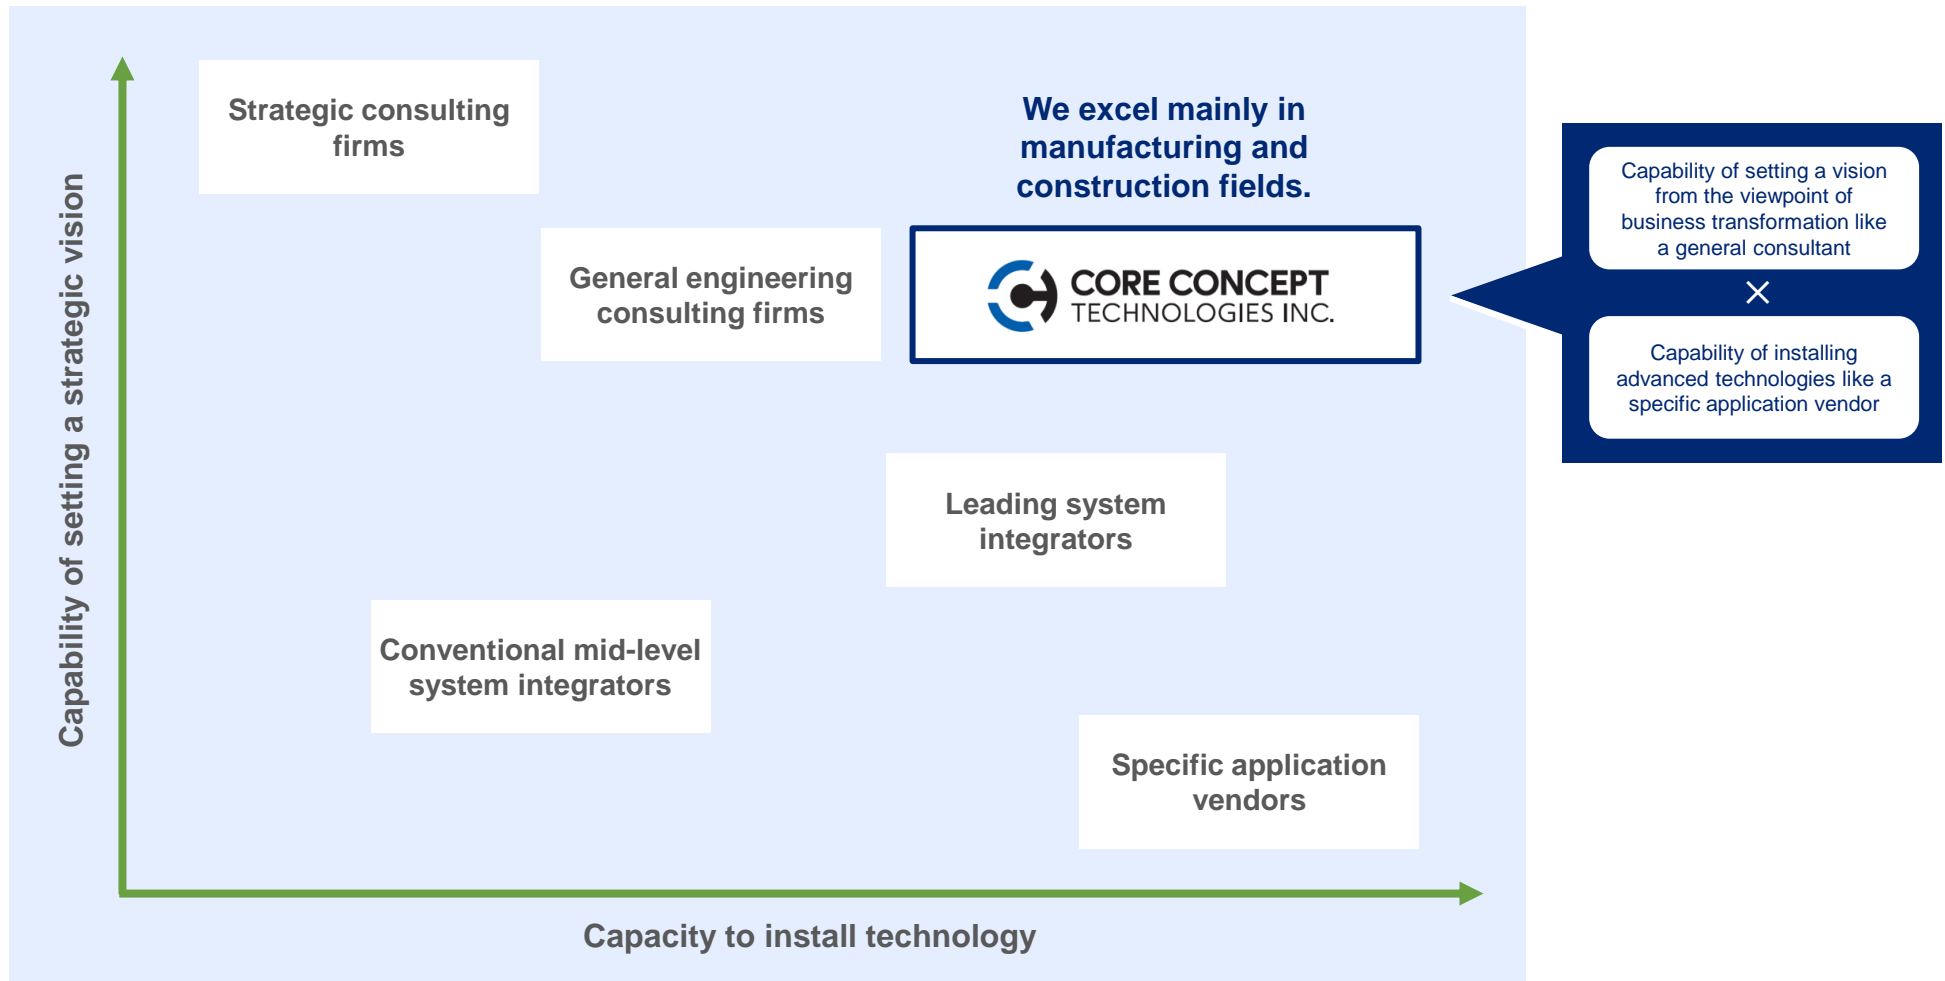 Capability of setting a strategic vision
Strategic consulting
firms
We excel mainly in
manufacturing and
construction fields.
General engineering
consulting firms
CORE CONCEPT
TECHNOLOGIES INC.
Leading system
integrators
Conventional mid-level
system integrators
Specific application
vendors
Capacity to install technology
Capability of setting a vision
from the viewpoint of
business transformation like
a general consultant
×
Capability of installing
advanced technologies like a
specific application vendor